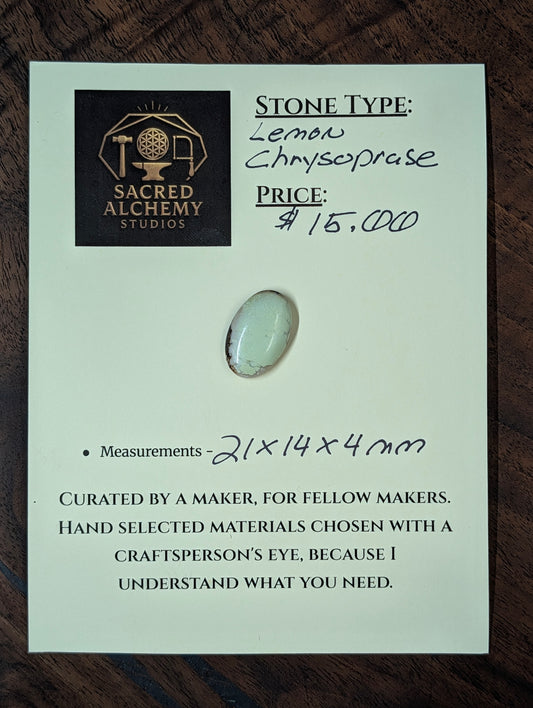 SACRED
ALCHEMY
STUDIOS
STONE TYPE:
Lemon
Chrysoprase
PRICE:
$15.00
• Measurements - 21x14x4mm
CURATED BY A MAKER, FOR FELLOW MAKERS.
HAND SELECTED MATERIALS CHOSEN WITH A
CRAFTSPERSON'S EYE, BECAUSE I
UNDERSTAND WHAT YOU NEED.